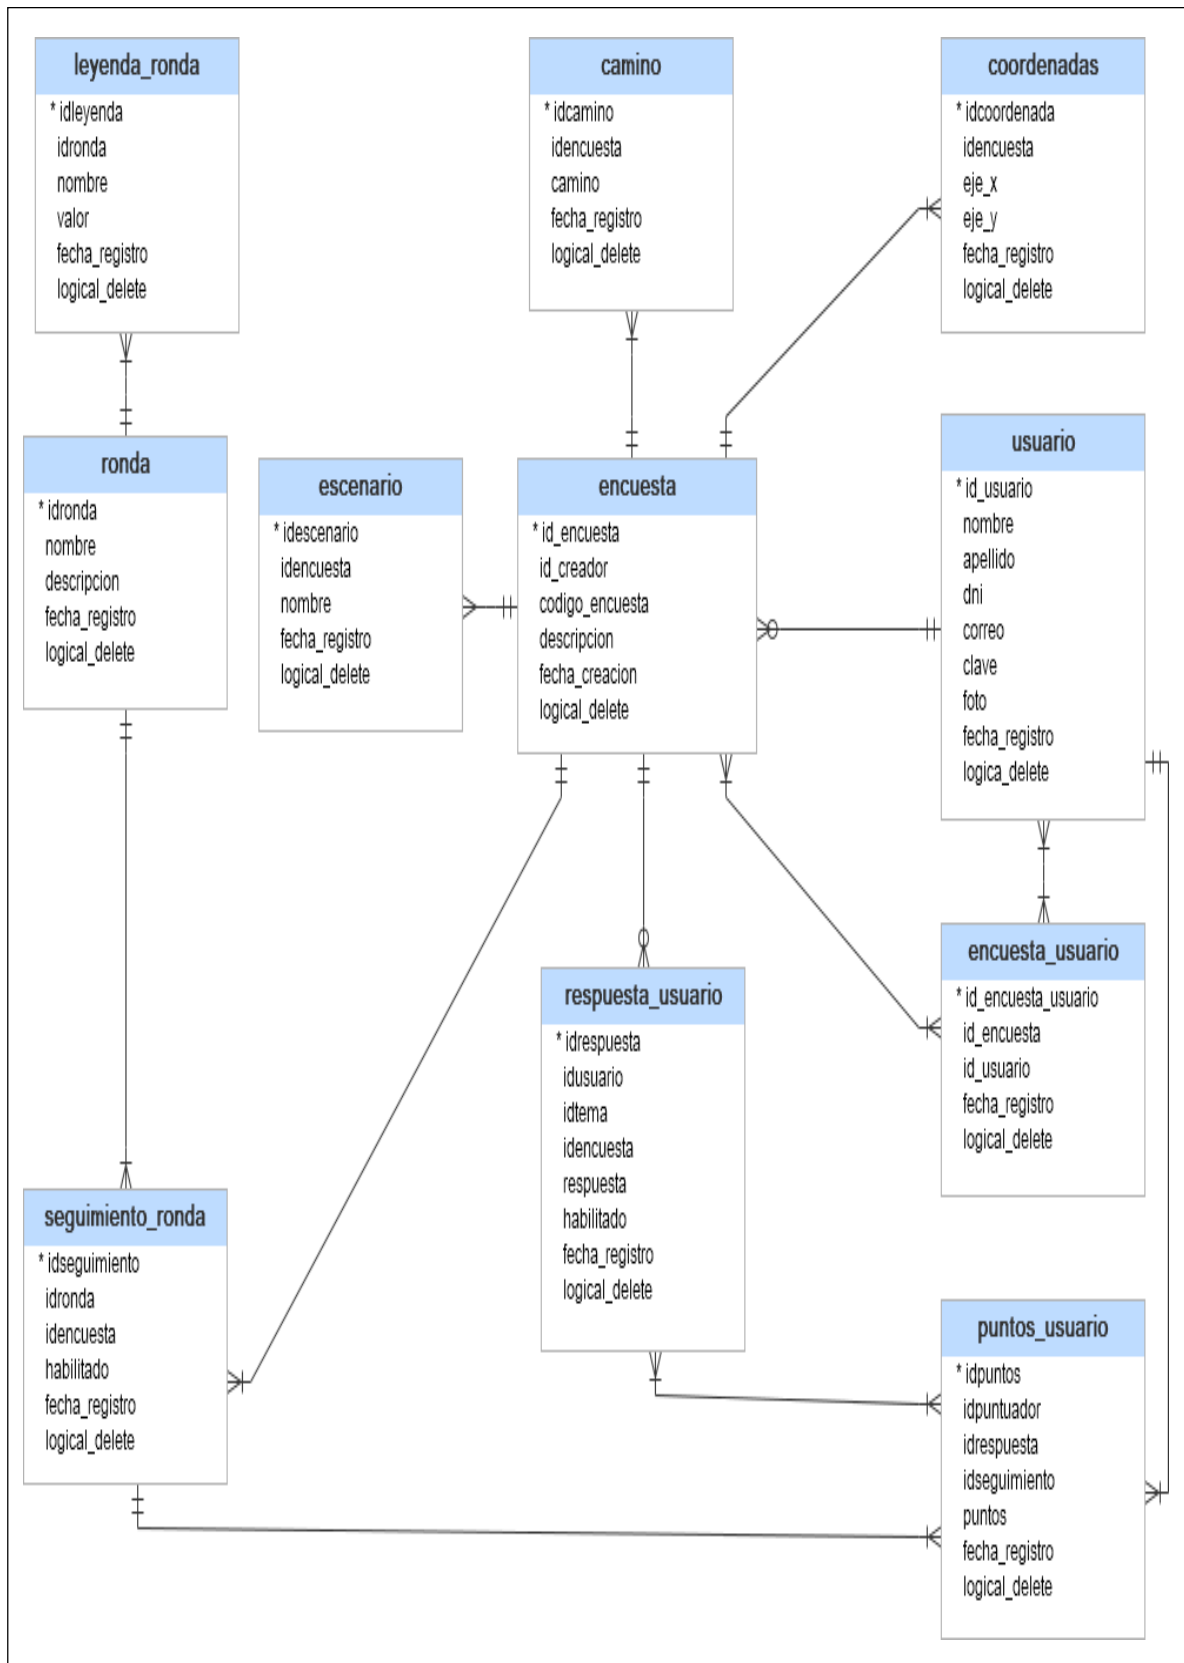 leyenda_ronda
* idleyenda
idronda
nombre
valor
fecha_registro
logical_delete
camino
* idcamino
idencuesta
camino
fecha_registro
logical_delete
coordenadas
* idcoordenada
idencuesta
eje_x
eje_y
fecha_registro
logical_delete
ronda
* idronda
nombre
descripcion
fecha_registro
logical_delete
escenario
* idescenario
idencuesta
nombre
fecha_registro
logical_delete
encuesta
* id_encuesta
id_creador
codigo_encuesta
descripcion
fecha_creacion
logical_delete
usuario
* id_usuario
nombre
apellido
dni
correo
clave
foto
fecha_registro
logica_delete
respuesta_usuario
* idrespuesta
idusuario
idtema
idencuesta
respuesta
habilitado
fecha_registro
logical_delete
encuesta_usuario
* id_encuesta_usuario
id_encuesta
id_usuario
fecha_registro
logical_delete
seguimiento_ronda
* idseguimiento
idronda
idencuesta
habilitado
fecha_registro
logical_delete
puntos_usuario
* idpuntos
idpuntuador
idrespuesta
idseguimiento
puntos
fecha_registro
logical_delete